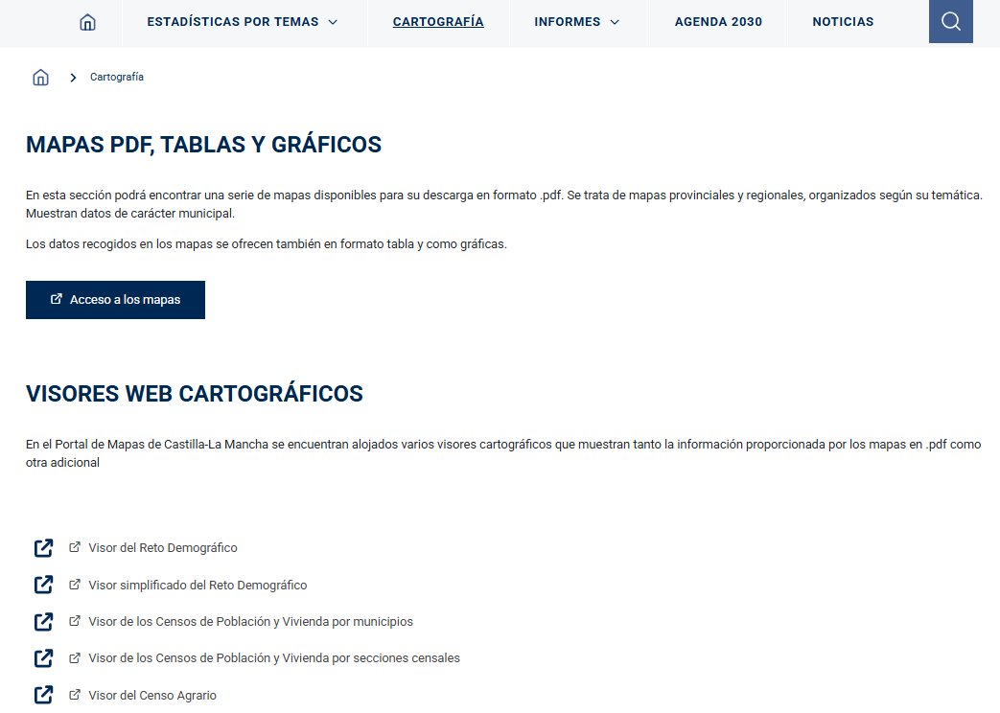 ESTADÍSTICAS POR TEMAS
CARTOGRAFÍA
INFORMES
AGENDA 2030
NOTICIAS
Cartografía
MAPAS PDF, TABLAS Y GRÁFICOS
En esta sección podrá encontrar una serie de mapas disponibles para su descarga en formato .pdf. Se trata de mapas provinciales y regionales, organizados según su temática.
Muestran datos de carácter municipal.
Los datos recogidos en los mapas se ofrecen también en formato tabla y como gráficas.
Acceso a los mapas
VISORES WEB CARTOGRÁFICOS
En el Portal de Mapas de Castilla-La Mancha se encuentran alojados varios visores cartográficos que muestran tanto la información proporcionada por los mapas en .pdf como
otra adicional
Visor del Reto Demográfico
Visor simplificado del Reto Demográfico
Visor de los Censos de Población y Vivienda por municipios
Visor de los Censos de Población y Vivienda por secciones censales
Visor del Censo Agrario